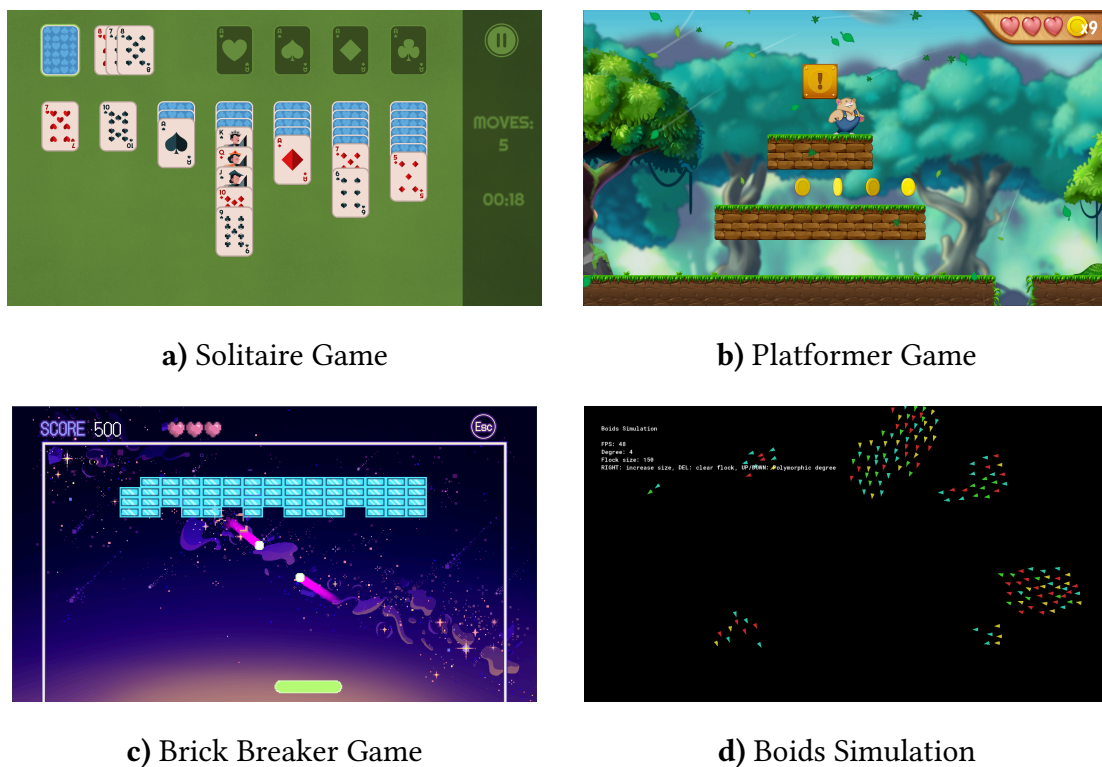 MOVES:
5
00:18
x9
a) Solitaire Game
b) Platformer Game
SCORE 500
ESC
Boids Simulation
FPS: 48
Degree: 4
Flock size: 150
RIGHT: increase size, DEL: clear flock, UP/DOWN: Polymorphic degree
c) Brick Breaker Game
d) Boids Simulation